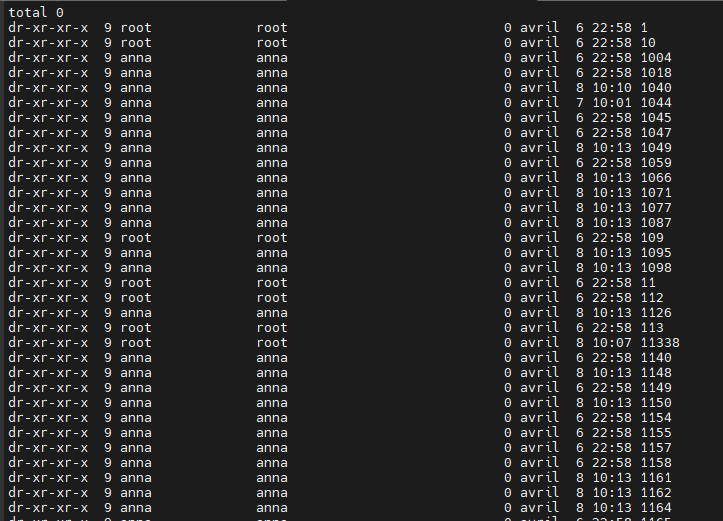 total 0
dr-xr-xr-x  9 root             root                           0 avril  6 22:58 1
dr-xr-xr-x  9 root             root                           0 avril  6 22:58 10
dr-xr-xr-x  9 anna             anna                           0 avril  6 22:58 1004
dr-xr-xr-x  9 anna             anna                           0 avril  6 22:58 1018
dr-xr-xr-x  9 anna             anna                           0 avril  8 10:10 1040
dr-xr-xr-x  9 anna             anna                           0 avril  7 10:01 1044
dr-xr-xr-x  9 anna             anna                           0 avril  6 22:58 1045
dr-xr-xr-x  9 anna             anna                           0 avril  6 22:58 1047
dr-xr-xr-x  9 anna             anna                           0 avril  8 10:13 1049
dr-xr-xr-x  9 anna             anna                           0 avril  6 22:58 1059
dr-xr-xr-x  9 anna             anna                           0 avril  8 10:13 1066
dr-xr-xr-x  9 anna             anna                           0 avril  8 10:13 1071
dr-xr-xr-x  9 anna             anna                           0 avril  8 10:13 1077
dr-xr-xr-x  9 anna             anna                           0 avril  8 10:13 1087
dr-xr-xr-x  9 root             root                           0 avril  6 22:58 109
dr-xr-xr-x  9 anna             anna                           0 avril  8 10:13 1095
dr-xr-xr-x  9 anna             anna                           0 avril  8 10:13 1098
dr-xr-xr-x  9 root             root                           0 avril  6 22:58 11
dr-xr-xr-x  9 root             root                           0 avril  6 22:58 112
dr-xr-xr-x  9 anna             anna                           0 avril  8 10:13 1126
dr-xr-xr-x  9 root             root                           0 avril  6 22:58 113
dr-xr-xr-x  9 root             root                           0 avril  8 10:07 11338
dr-xr-xr-x  9 anna             anna                           0 avril  6 22:58 1140
dr-xr-xr-x  9 anna             anna                           0 avril  8 10:13 1148
dr-xr-xr-x  9 anna             anna                           0 avril  6 22:58 1149
dr-xr-xr-x  9 anna             anna                           0 avril  8 10:13 1150
dr-xr-xr-x  9 anna             anna                           0 avril  6 22:58 1154
dr-xr-xr-x  9 anna             anna                           0 avril  6 22:58 1155
dr-xr-xr-x  9 anna             anna                           0 avril  6 22:58 1157
dr-xr-xr-x  9 anna             anna                           0 avril  6 22:58 1158
dr-xr-xr-x  9 anna             anna                           0 avril  8 10:13 1161
dr-xr-xr-x  9 anna             anna                           0 avril  8 10:13 1162
dr-xr-xr-x  9 anna             anna                           0 avril  8 10:13 1164